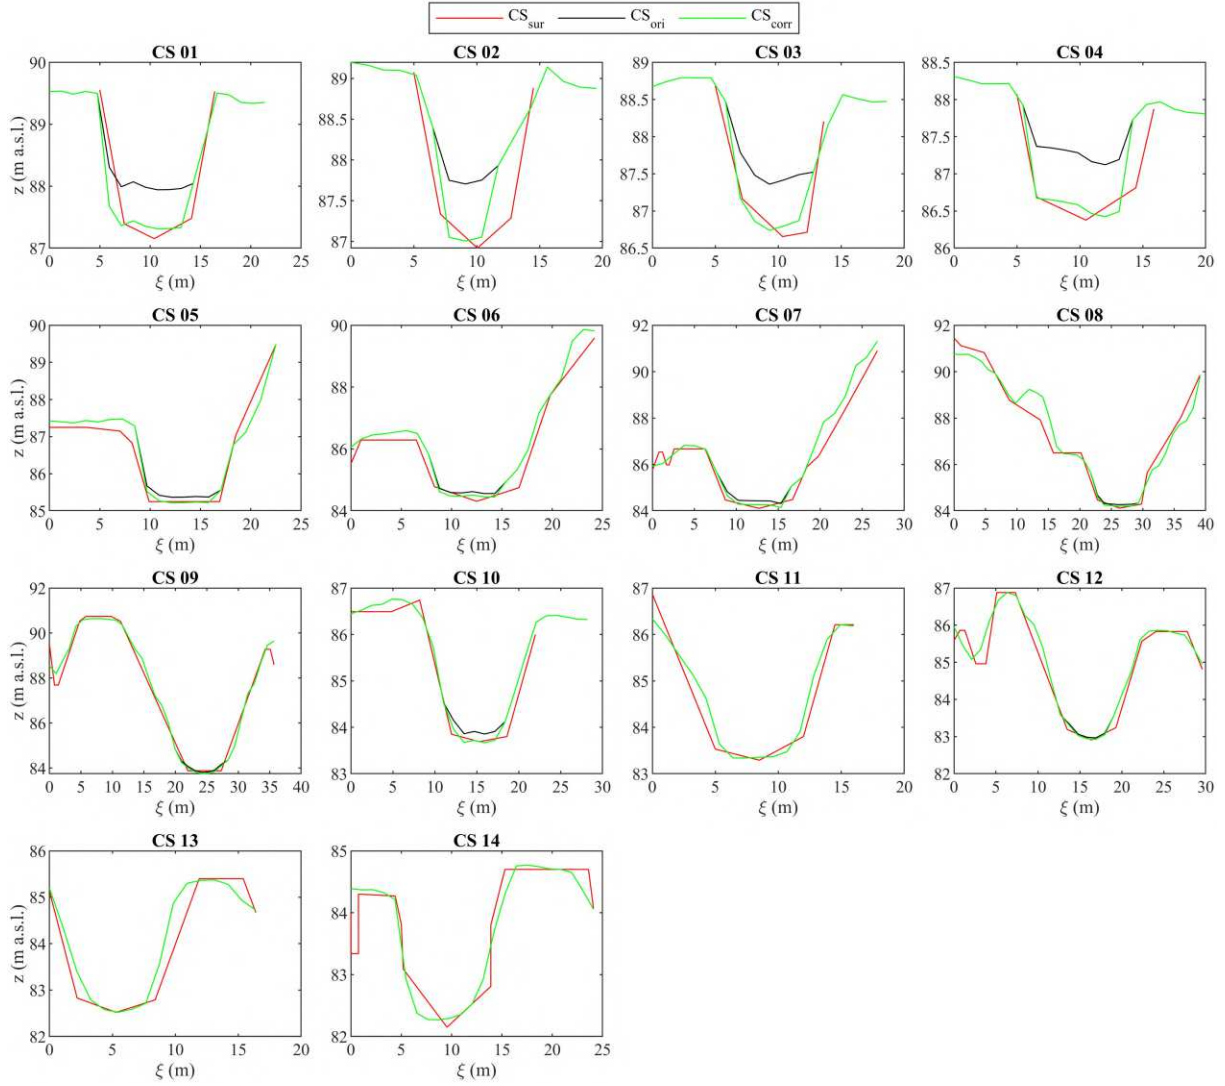 CS_sur CS_ori CS_corr
CS 01 CS 02 CS 03 CS 04
90 89 88 87
z (m a.s.l.)
0 5 10 15 20 25
ξ (m)
89 88 87
0 5 10 15 20
ξ (m)
89 88.5 88 87.5 87 86.5
0 5 10 15 20
ξ (m)
88.5 88 87.5 87 86.5 86
0 5 10 15 20
ξ (m)
CS 05 CS 06 CS 07 CS 08
90 89 88 87 86 85
z (m a.s.l.)
0 5 10 15 20 25
ξ (m)
90 88 86 84
0 5 10 15 20 25
ξ (m)
92 90 88 86 84
0 5 10 15 20 25 30
ξ (m)
92 90 88 86 84
0 5 10 15 20 25 30 35 40
ξ (m)
CS 09 CS 10 CS 11 CS 12
92 90 88 86 84
z (m a.s.l.)
0 5 10 15 20 25 30 35 40
ξ (m)
87 86 85 84 83
0 5 10 15 20 25 30
ξ (m)
87 86 85 84 83
0 5 10 15 20
ξ (m)
87 86 85 84 83 82
0 5 10 15 20 25 30
ξ (m)
CS 13 CS 14
86 85 84 83 82
z (m a.s.l.)
0 5 10 15 20
ξ (m)
85 84 83 82
0 5 10 15 20 25
ξ (m)